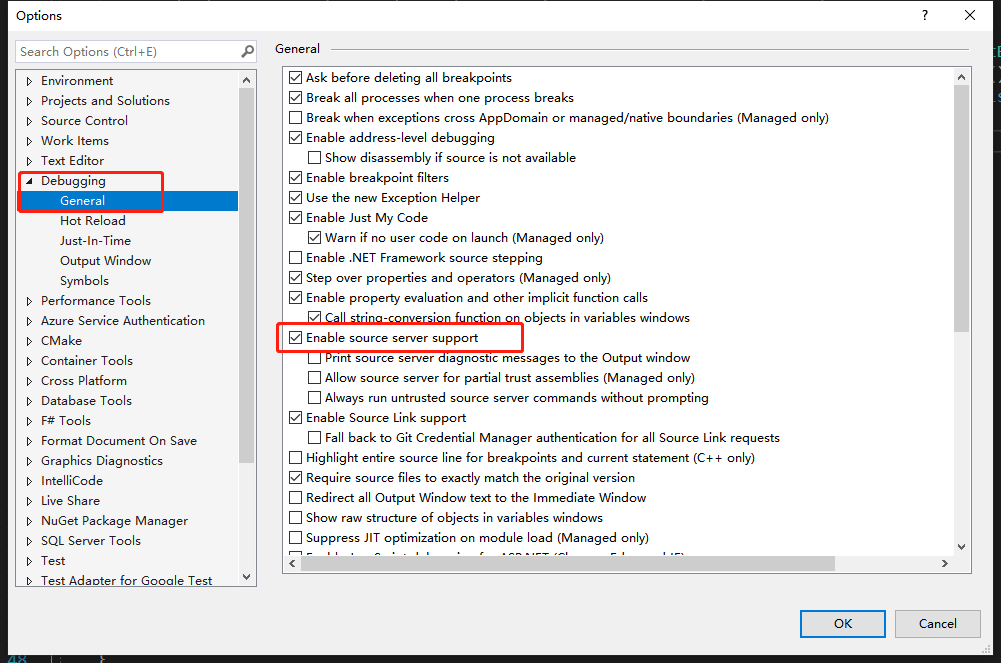 Options
?
Search Options (Ctrl+E)
Environment
Projects and Solutions
Source Control
Work Items
Text Editor
Debugging
General
Hot Reload
Just-In-Time
Output Window
Symbols
Performance Tools
Azure Service Authentication
CMake
Container Tools
Cross Platform
Database Tools
F# Tools
Format Document On Save
Graphics Diagnostics
IntelliCode
Live Share
NuGet Package Manager
SQL Server Tools
Test
Test Adapter for Google Test
General
Ask before deleting all breakpoints
Break all processes when one process breaks
Break when exceptions cross AppDomain or managed/native boundaries (Managed only)
Enable address-level debugging
Show disassembly if source is not available
Enable breakpoint filters
Use the new Exception Helper
Enable Just My Code
Warn if no user code on launch (Managed only)
Enable .NET Framework source stepping
Step over properties and operators (Managed only)
Enable property evaluation and other implicit function calls
Call string-conversion function on objects in variables windows
Enable source server support
Print source server diagnostic messages to the Output window
Allow source server for partial trust assemblies (Managed only)
Always run untrusted source server commands without prompting
Enable Source Link support
Fall back to Git Credential Manager authentication for all Source Link requests
Highlight entire source line for breakpoints and current statement (C++ only)
Require source files to exactly match the original version
Redirect all Output Window text to the Immediate Window
Show raw structure of objects in variables windows
Suppress JIT optimization on module load (Managed only)
OK
Cancel
48
}